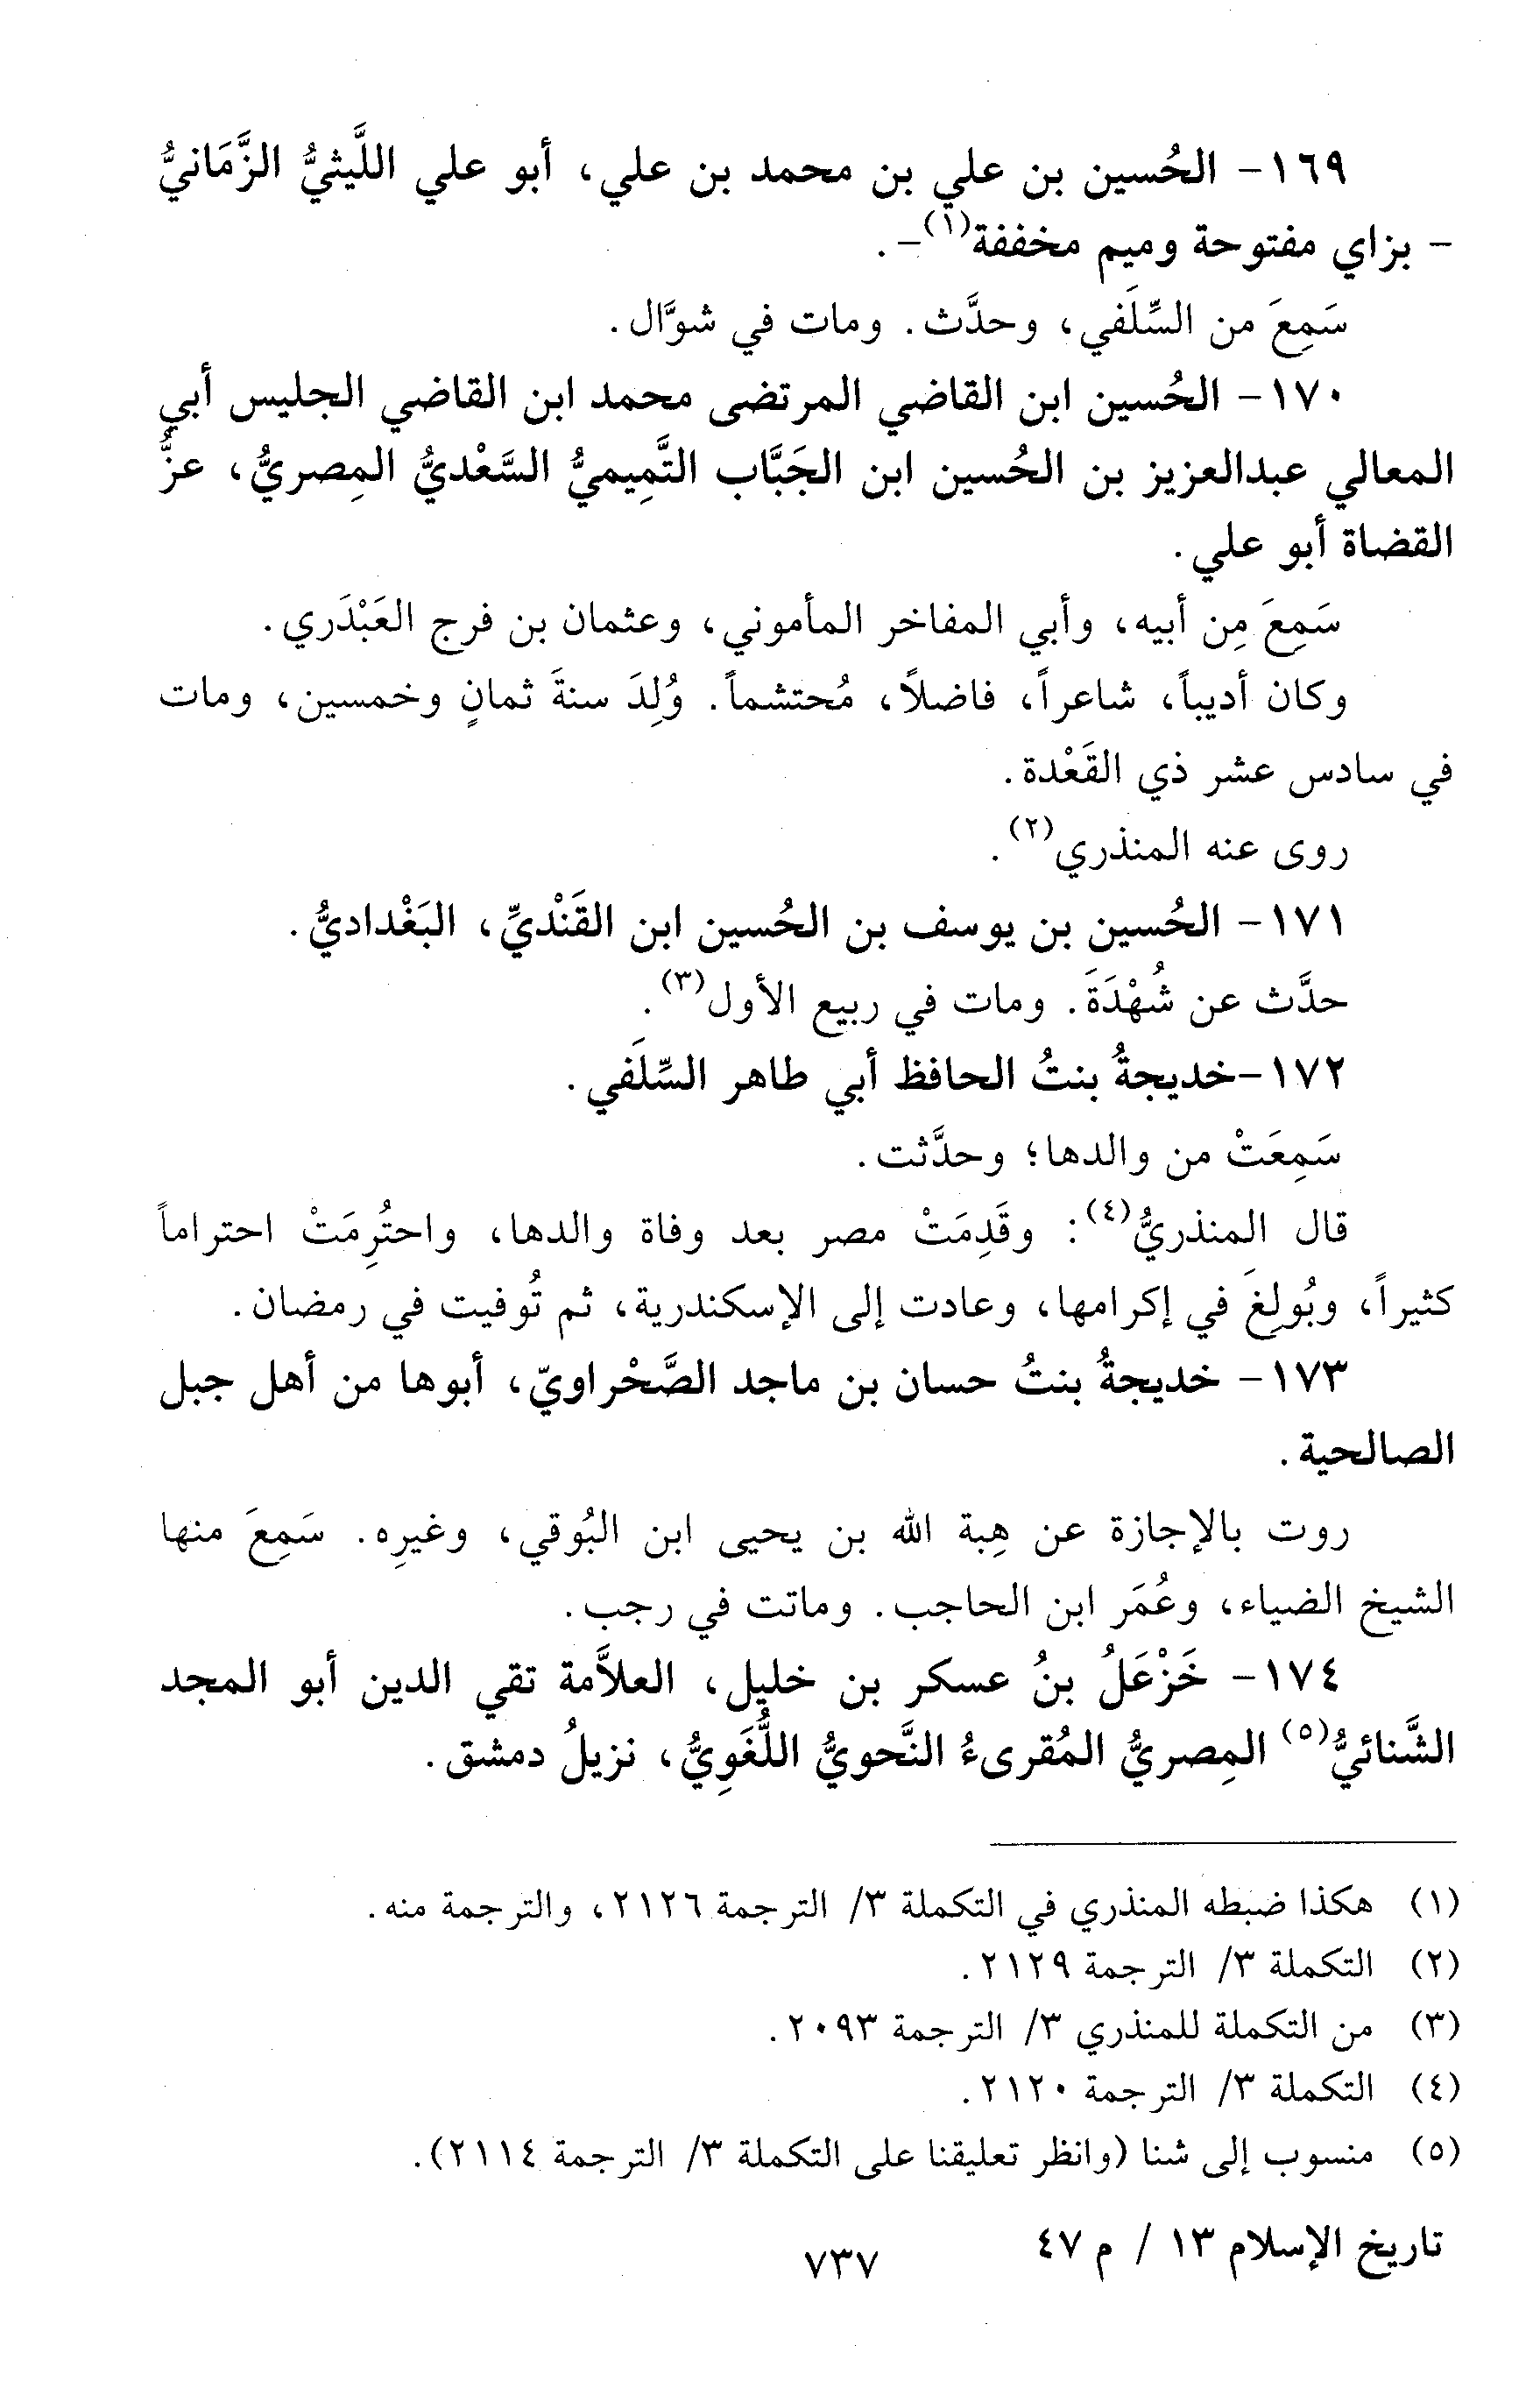 ١٦٩- الحُسين بن علي بن محمد بن علي، أبو علي اللَّيثيُّ الزَّمَانيُّ
- بزاي مفتوحة وميم مخففة(١)-.
سَمِعَ من السِّلَفي، وحدَّث. ومات في شوَّال.
١٧٠- الحُسين ابن القاضي المرتضى محمد ابن القاضي الجليس أبي
المعالي عبدالعزيز بن الحُسين ابن الجَبَّاب التَّمِيميُّ السَّعْديُّ المِصريُّ، عزُّ
القضاة أبو علي.
سَمِعَ مِن أبيه، وأبي المفاخر المأموني، وعثمان بن فرج العَبْدَري.
وكان أديباً، شاعراً، فاضلاً، مُحتشماً. وُلِدَ سنةَ ثمانٍ وخمسين، ومات
في سادس عشر ذي القَعْدة.
روى عنه المنذري(٢).
١٧١- الحُسين بن يوسف بن الحُسين ابن القَنْديِّ، البَغْداديُّ.
حدَّث عن شُهْدَةَ. ومات في ربيع الأول(٣).
١٧٢-خديجةُ بنتُ الحافظ أبي طاهر السِّلَفي.
سَمِعَتْ من والدها؛ وحدَّثت.
قال المنذريُّ(٤): وقَدِمَتْ مصر بعد وفاة والدها، واحتُرِمَتْ احتراماً
كثيراً، وبُولِغَ في إكرامها، وعادت إلى الإسكندرية، ثم تُوفيت في رمضان.
١٧٣- خديجةُ بنتُ حسان بن ماجد الصَّحْراويّ، أبوها من أهل جبل
الصالحية.
روت بالإجازة عن هِبة الله بن يحيى ابن البُوقي، وغيرِه. سَمِعَ منها
الشيخ الضياء، وعُمَر ابن الحاجب. وماتت في رجب.
١٧٤- خَزْعَلُ بنُ عسكر بن خليل، العلاَّمة تقي الدين أبو المجد
الشَّنائيُّ(٥) المِصريُّ المُقرىءُ النَّحويُّ اللُّغَوِيُّ، نزيلُ دمشق.
(١) هكذا ضبطه المنذري في التكملة ٣/ الترجمة ٢١٢٦، والترجمة منه.
(٢) التكملة ٣/ الترجمة ٢١٢٩.
(٣) من التكملة للمنذري ٣/ الترجمة ٢٠٩٣.
(٤) التكملة ٣/ الترجمة ٢١٢٠.
(٥) منسوب إلى شنا (وانظر تعليقنا على التكملة ٣/ الترجمة ٢١١٤).
تاريخ الإسلام ١٣ / م ٤٧
٧٣٧